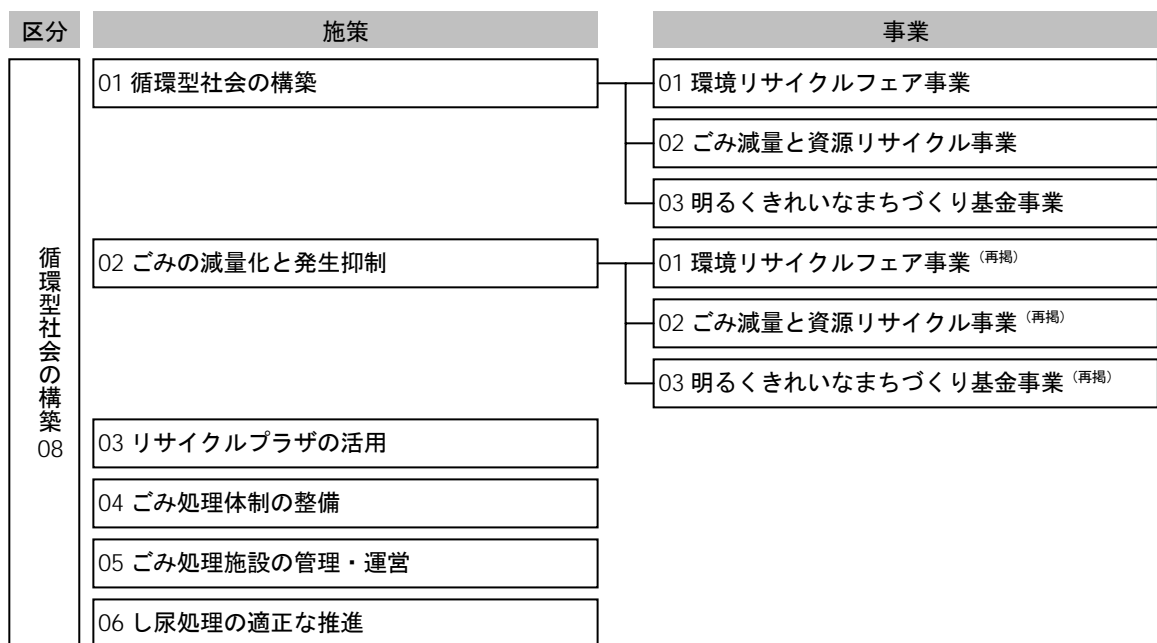 区分 施策 事業
循環型社会の構築 08
01 循環型社会の構築
01 環境リサイクルフェア事業
02 ごみ減量と資源リサイクル事業
03 明るくきれいなまちづくり基金事業
02 ごみの減量化と発生抑制
01 環境リサイクルフェア事業（再掲）
02 ごみ減量と資源リサイクル事業（再掲）
03 明るくきれいなまちづくり基金事業（再掲）
03 リサイクルプラザの活用
04 ごみ処理体制の整備
05 ごみ処理施設の管理・運営
06 し尿処理の適正な推進